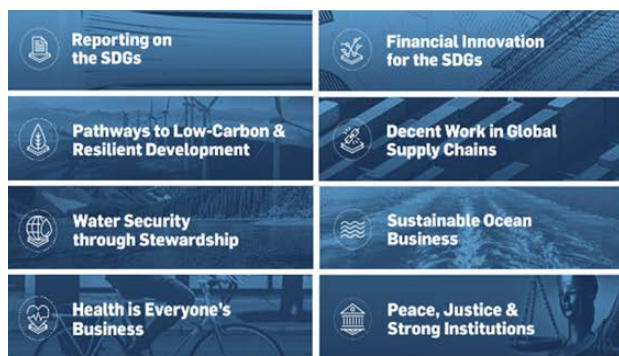 Reporting on
the SDGs
Financial Innovation
for the SDGs
Pathways to Low-Carbon &
Resilient Development
Decent Work in Global
Supply Chains
Water Security
through Stewardship
Sustainable Ocean
Business
Health is Everyone's
Business
Peace, Justice &
Strong Institutions